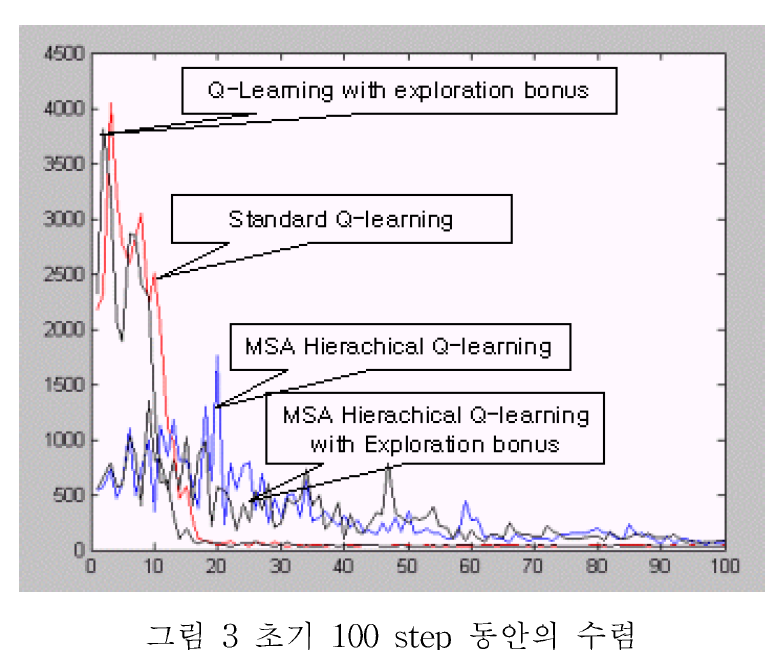 4500
4000
3500
3000
2500
2000
1500
1000
500
0
Q-Learning with exploration bonus
Standard Q-learning
MSA Hierachical Q-learning
MSA Hierachical Q-learning
with Exploration bonus
0 10 20 30 40 50 60 70 80 90 100
그림 3 초기 100 step 동안의 수렴